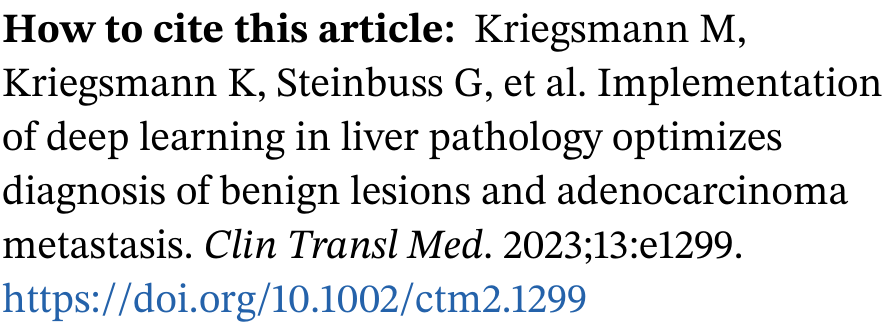 How to cite this article: Kriegsmann M,
Kriegsmann K, Steinbuss G, et al. Implementation
of deep learning in liver pathology optimizes
diagnosis of benign lesions and adenocarcinoma
metastasis. Clin Transl Med. 2023;13:e1299.
https://doi.org/10.1002/ctm2.1299